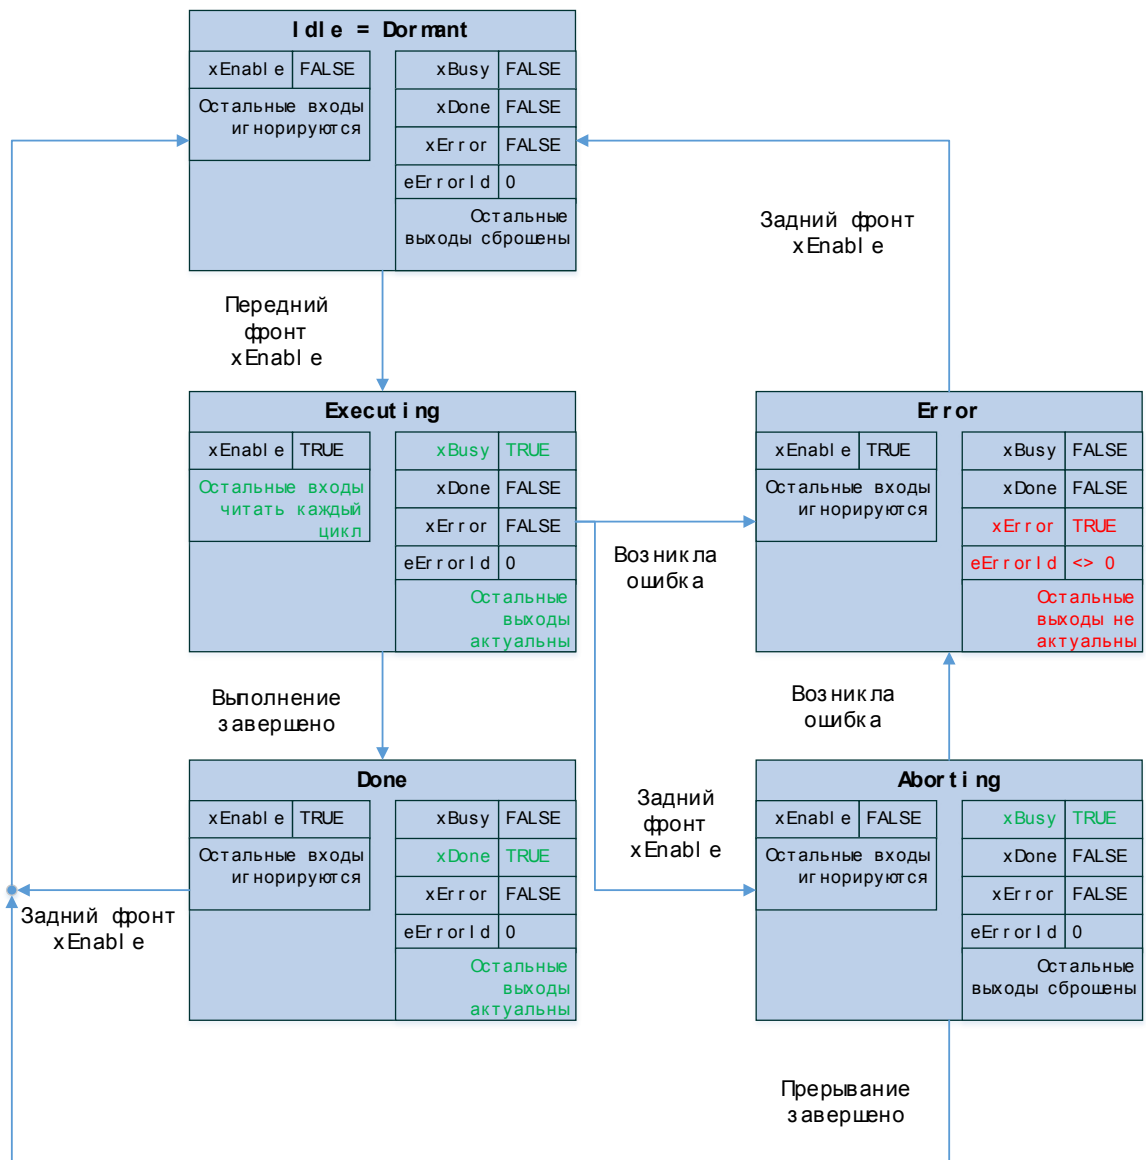 Idle = Dormant
xEnable FALSE
Остальные входы
игнорируются
xBusy FALSE
xDone FALSE
xError FALSE
eErrorId 0
Остальные
выходы сброшены
Передний
фронт
xEnable
Задний фронт
xEnable
Executing
xEnable TRUE
Остальные входы
читать каждый
цикл
xBusy TRUE
xDone FALSE
xError FALSE
eErrorId 0
Остальные
выходы
актуальны
Возникла
ошибка
Error
xEnable TRUE
Остальные входы
игнорируются
xBusy FALSE
xDone FALSE
xError TRUE
eErrorId <> 0
Остальные
выходы не
актуальны
Выполнение
завершено
Возникла
ошибка
Done
xEnable TRUE
Остальные входы
игнорируются
xBusy FALSE
xDone TRUE
xError FALSE
eErrorId 0
Остальные
выходы
актуальны
Задний фронт
xEnable
Задний
фронт
xEnable
Aborting
xEnable FALSE
Остальные входы
игнорируются
xBusy TRUE
xDone FALSE
xError FALSE
eErrorId 0
Остальные
выходы сброшены
Прерывание
завершено